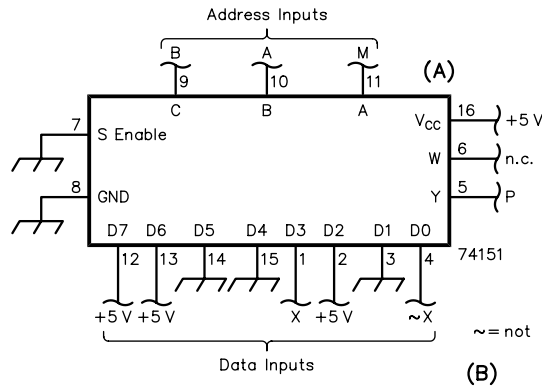 Address Inputs
B A M
9 10 11
(A)
C B A
7 S Enable
VCC 16 +5 V
W 6 n.c.
8 GND
Y 5 P
D7 D6 D5 D4 D3 D2 D1 D0
12 13 14 15 1 2 3 4
74151
+5 V +5 V X +5 V ~X
~= not
Data Inputs
(B)